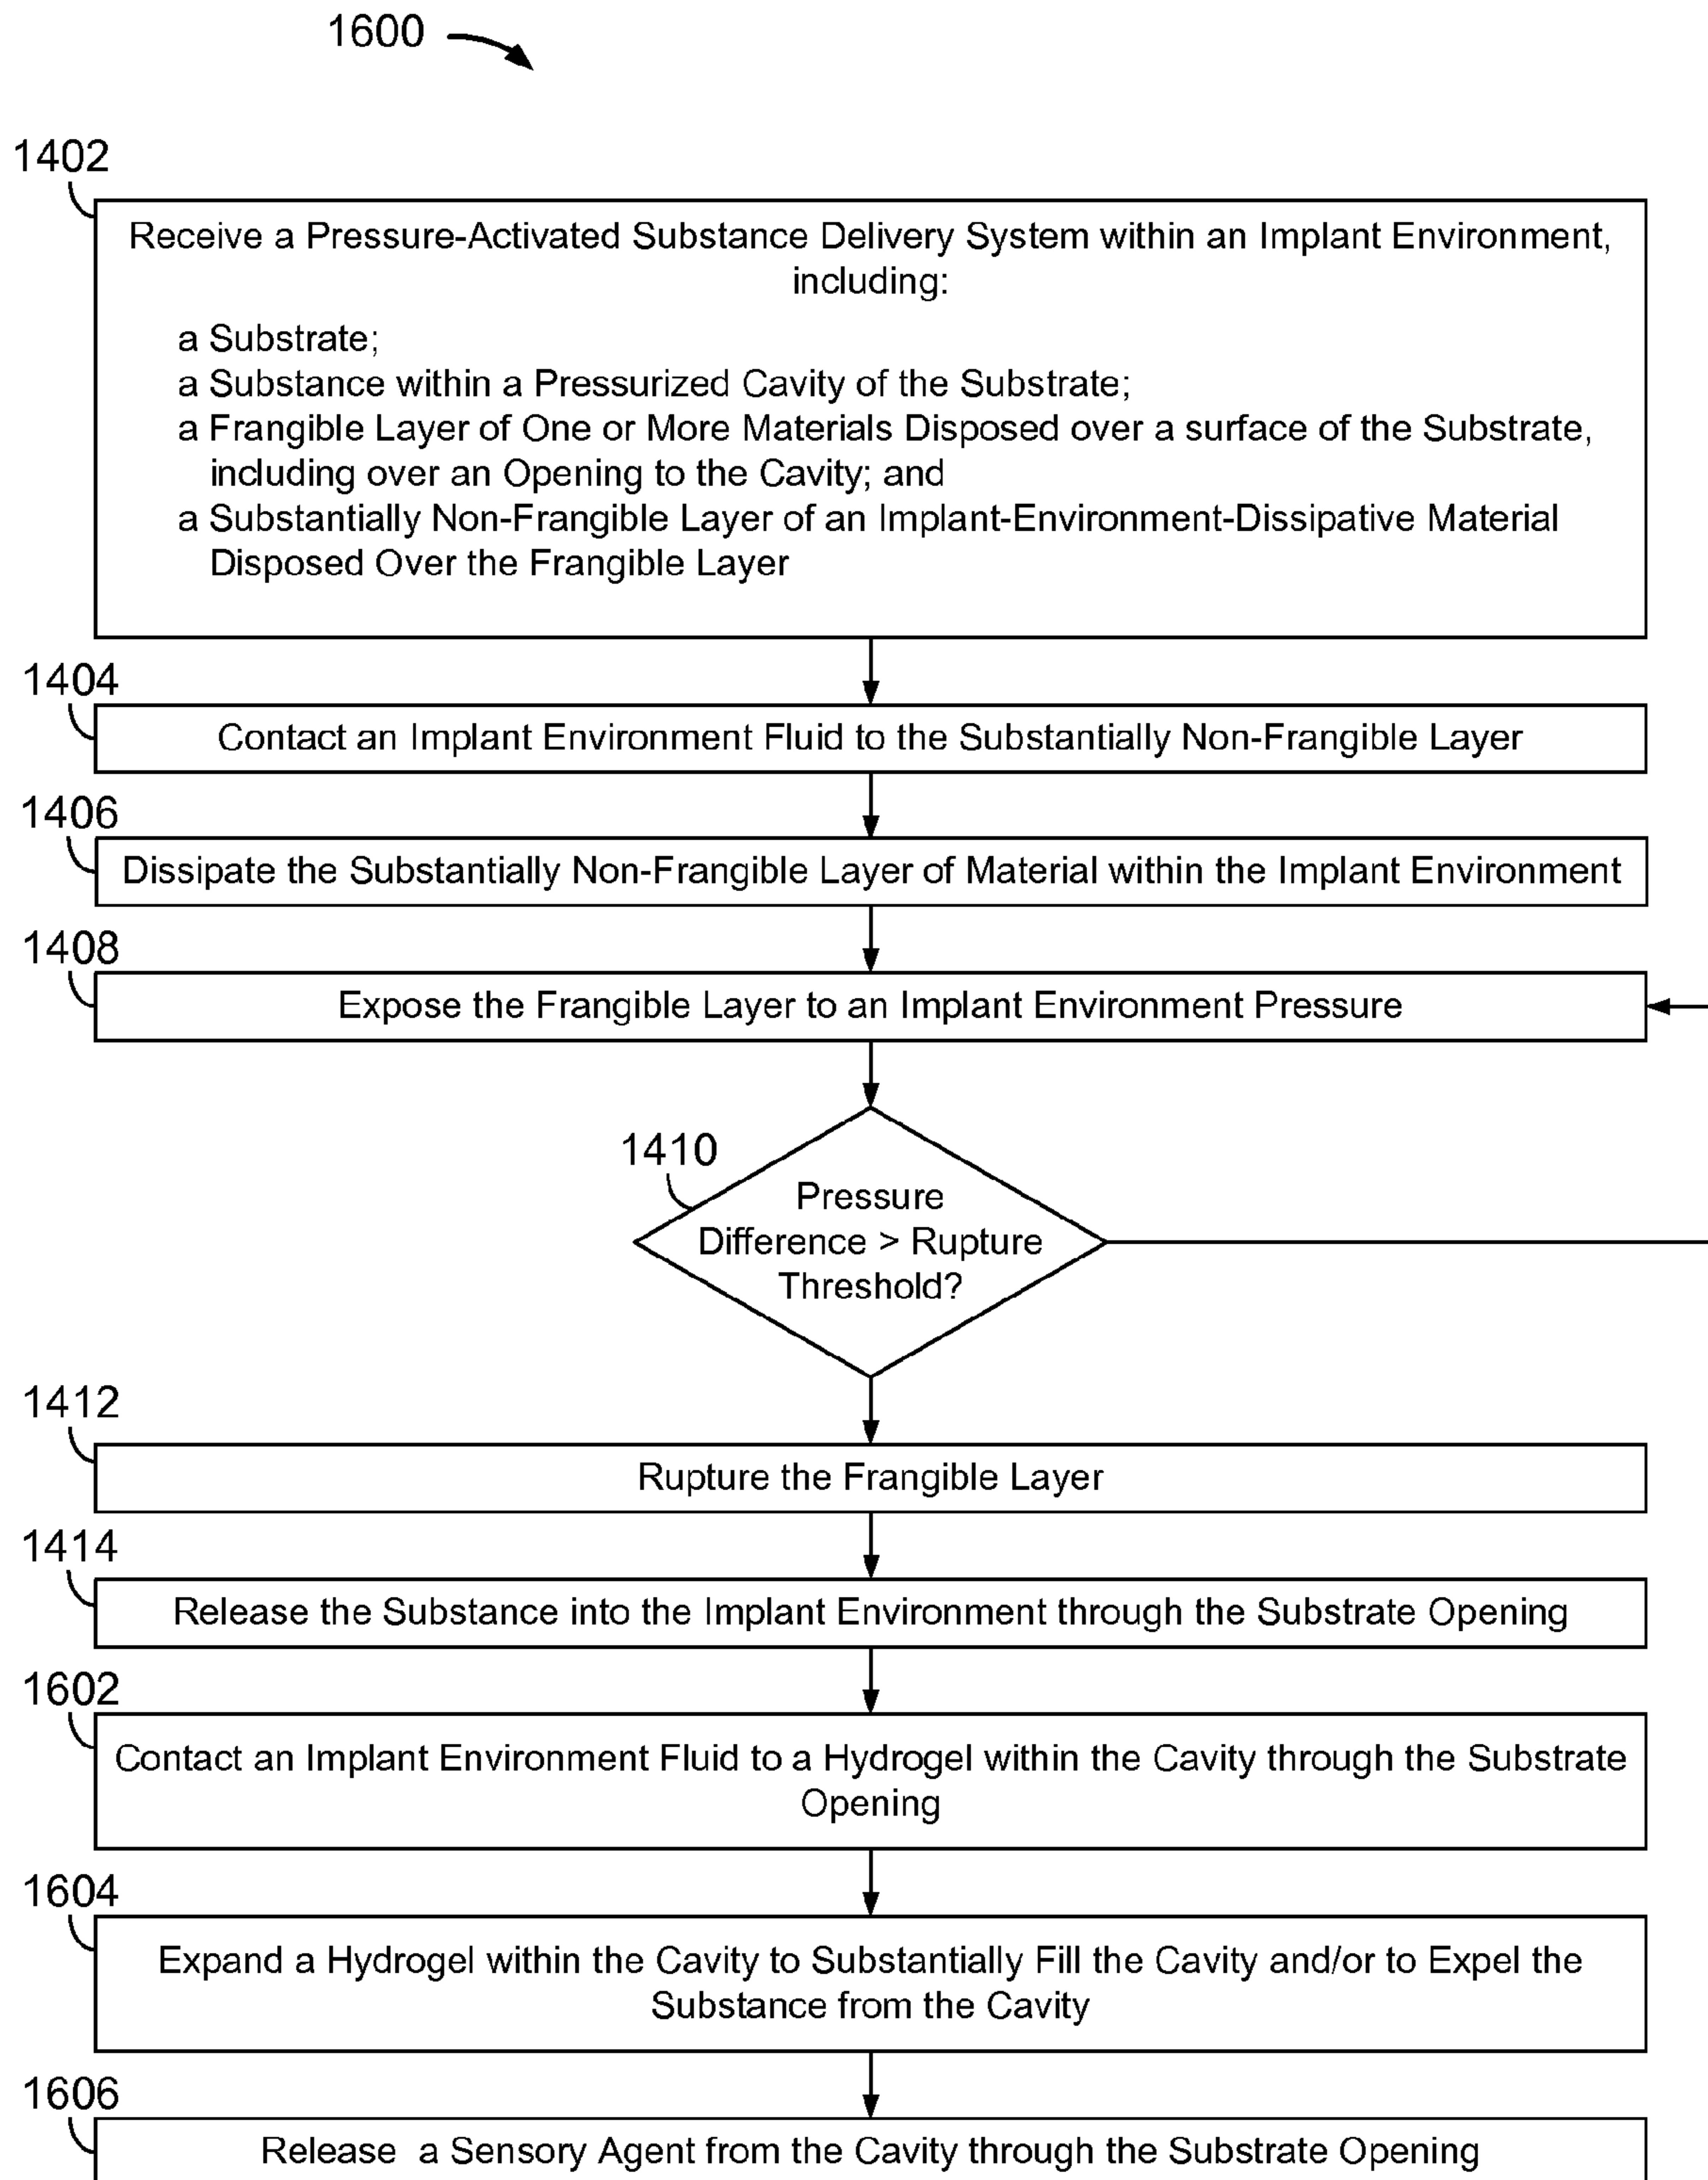 1600
1402
Receive a Pressure-Activated Substance Delivery System within an Implant Environment,
including:
a Substrate;
a Substance within a Pressurized Cavity of the Substrate;
a Frangible Layer of One or More Materials Disposed over a surface of the Substrate,
including over an Opening to the Cavity; and
a Substantially Non-Frangible Layer of an Implant-Environment-Dissipative Material
Disposed Over the Frangible Layer
1404
Contact an Implant Environment Fluid to the Substantially Non-Frangible Layer
1406
Dissipate the Substantially Non-Frangible Layer of Material within the Implant Environment
1408
Expose the Frangible Layer to an Implant Environment Pressure
1410
Pressure
Difference > Rupture
Threshold?
1412
Rupture the Frangible Layer
1414
Release the Substance into the Implant Environment through the Substrate Opening
1602
Contact an Implant Environment Fluid to a Hydrogel within the Cavity through the Substrate
Opening
1604
Expand a Hydrogel within the Cavity to Substantially Fill the Cavity and/or to Expel the
Substance from the Cavity
1606
Release a Sensory Agent from the Cavity through the Substrate Opening